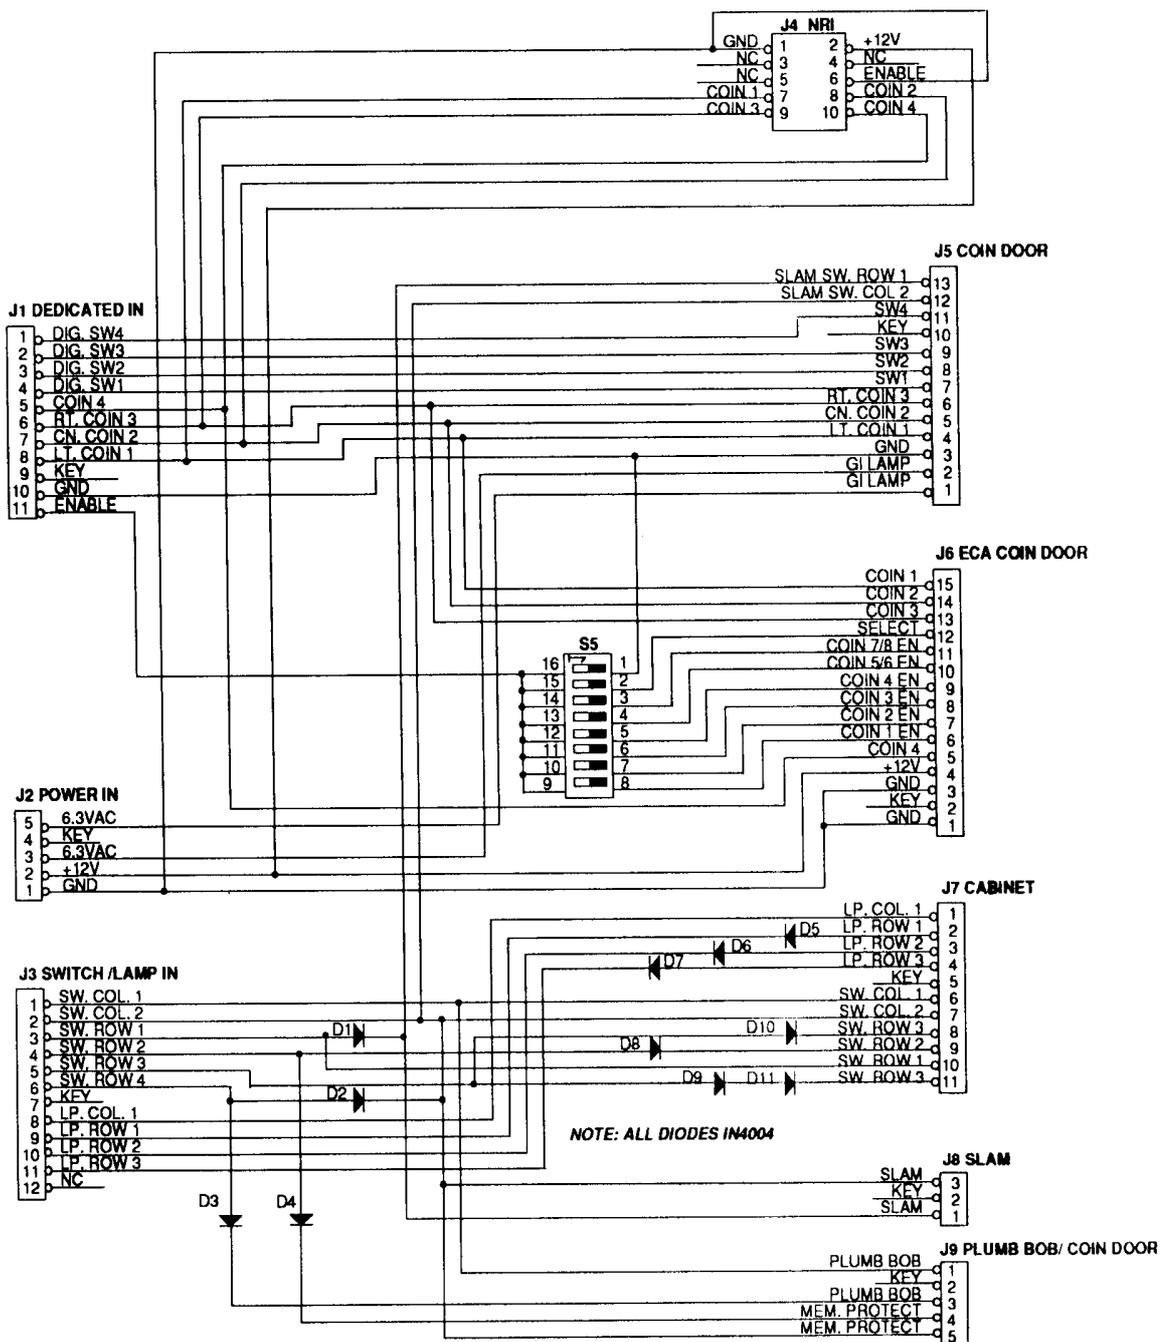 J4 NRI
GND 1 2 +12V
NC 3 4 NC
NC 5 6 ENABLE
COIN 1 7 8 COIN 2
COIN 3 9 10 COIN 4
J5 COIN DOOR
SLAM SW. ROW 1 13
SLAM SW. COL 2 12
SW4 11
KEY 10
SW3 9
SW2 8
SW1 7
RT. COIN 3 6
CN. COIN 2 5
LT. COIN 1 4
GND 3
GI LAMP 2
GI LAMP 1
J1 DEDICATED IN
1 DIG. SW4
2 DIG. SW3
3 DIG. SW2
4 DIG. SW1
5 COIN 4
6 RT. COIN 3
7 CN. COIN 2
8 LT. COIN 1
9 KEY
10 GND
11 ENABLE
J6 ECA COIN DOOR
COIN 1 15
COIN 2 14
COIN 3 13
SELECT 12
COIN 7/8 EN 11
COIN 5/6 EN 10
COIN 4 EN 9
COIN 3 EN 8
COIN 2 EN 7
COIN 1 EN 6
COIN 4 5
+12V 4
GND 3
KEY 2
GND 1
S5
16 1
15 2
14 3
13 4
12 5
11 6
10 7
9 8
J2 POWER IN
5 6.3VAC
4 KEY
3 6.3VAC
2 +12V
1 GND
J7 CABINET
LP. COL. 1 1
D5 LP. ROW 1 2
D6 LP. ROW 2 3
D7 LP. ROW 3 4
KEY 5
SW. COL. 1 6
SW. COL. 2 7
D10 SW. ROW 3 8
D8 SW. ROW 2 9
SW. ROW 1 10
D9 D11 SW. ROW 3 11
J3 SWITCH /LAMP IN
1 SW. COL. 1
2 SW. COL. 2
3 SW. ROW 1 D1
4 SW. ROW 2
5 SW. ROW 3
6 SW. ROW 4
7 KEY D2
8 LP. COL. 1
9 LP. ROW 1
10 LP. ROW 2
11 LP. ROW 3
12 NC
NOTE: ALL DIODES IN4004
D3 D4
J8 SLAM
SLAM 3
KEY 2
SLAM 1
J9 PLUMB BOB/ COIN DOOR
PLUMB BOB 1
KEY 2
PLUMB BOB 3
MEM. PROTECT 4
MEM. PROTECT 5